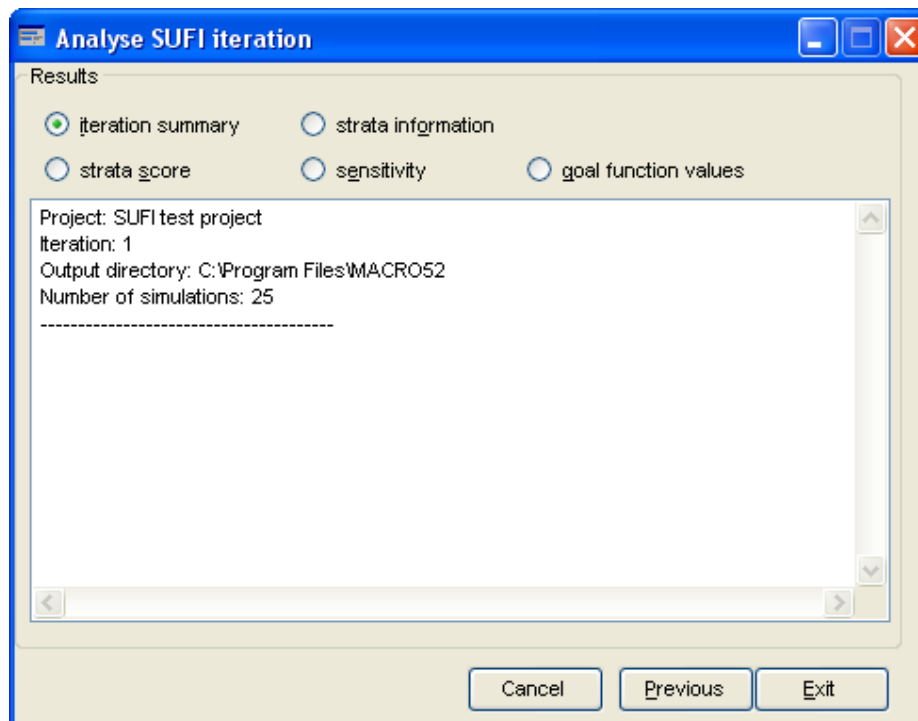 Analyse SUFI iteration
Results
iteration summary
strata information
strata score
sensitivity
goal function values
Project: SUFI test project
Iteration: 1
Output directory: C:\Program Files\MACRO52
Number of simulations: 25
---------------------------------------
Cancel
Previous
Exit